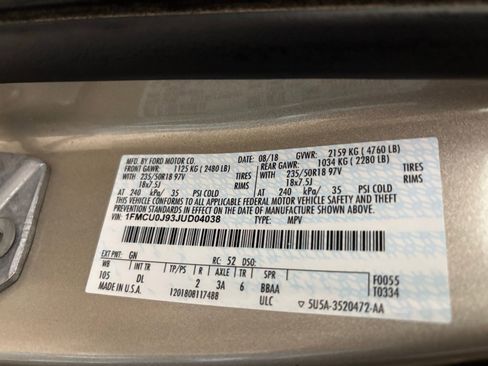 MFD. BY FORD MOTOR CO.
DATE: 08/18 GVWR: 2159 KG ( 4760 LB)
FRONT GAWR: 1125 KG ( 2480 LB) REAR GAWR: 1034 KG ( 2280 LB)
WITH 235/50R18 97V TIRES WITH 235/50R18 97V TIRES
18x7.5J RIMS 18x7.5J RIMS
AT 240 kPa/ 35 PSI COLD AT 240 kPa/ 35 PSI COLD
THIS VEHICLE CONFORMS TO ALL APPLICABLE FEDERAL MOTOR VEHICLE SAFETY AND THEFT PREVENTION
STANDARDS IN EFFECT ON THE DATE OF MANUFACTURE SHOWN ABOVE.
VIN: 1FMCU0J93JUD04038 TYPE: MPV
EXT PNT: GN RC: 52 DSO: F0055
WB INT TR TP/PS R AXLE TR SPR T0334
105 DL 2 3A 6 BBAA
MADE IN U.S.A. 120180B117488 ULC ▽5U5A-3520472-AA